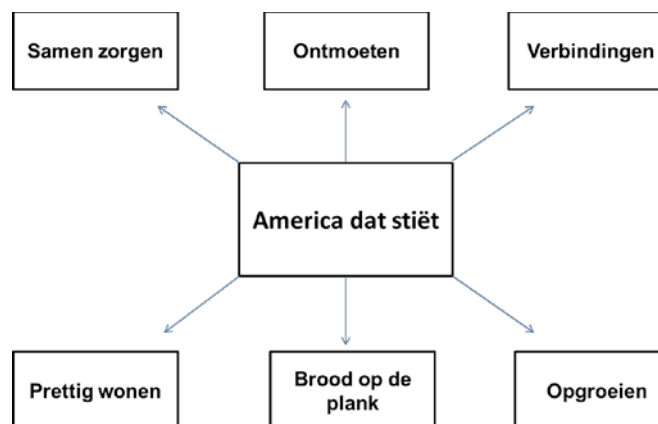 Samen zorgen
Ontmoeten
Verbindingen
America dat stiët
Prettig wonen
Brood op de
plank
Opgroeien